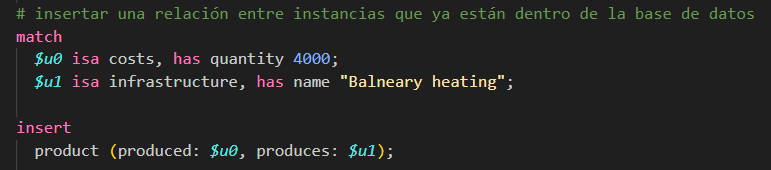 # insertar una relación entre instancias que ya están dentro de la base de datos
match
  $u0 isa costs, has quantity 4000;
  $u1 isa infrastructure, has name "Balneary heating";

insert
  product (produced: $u0, produces: $u1);